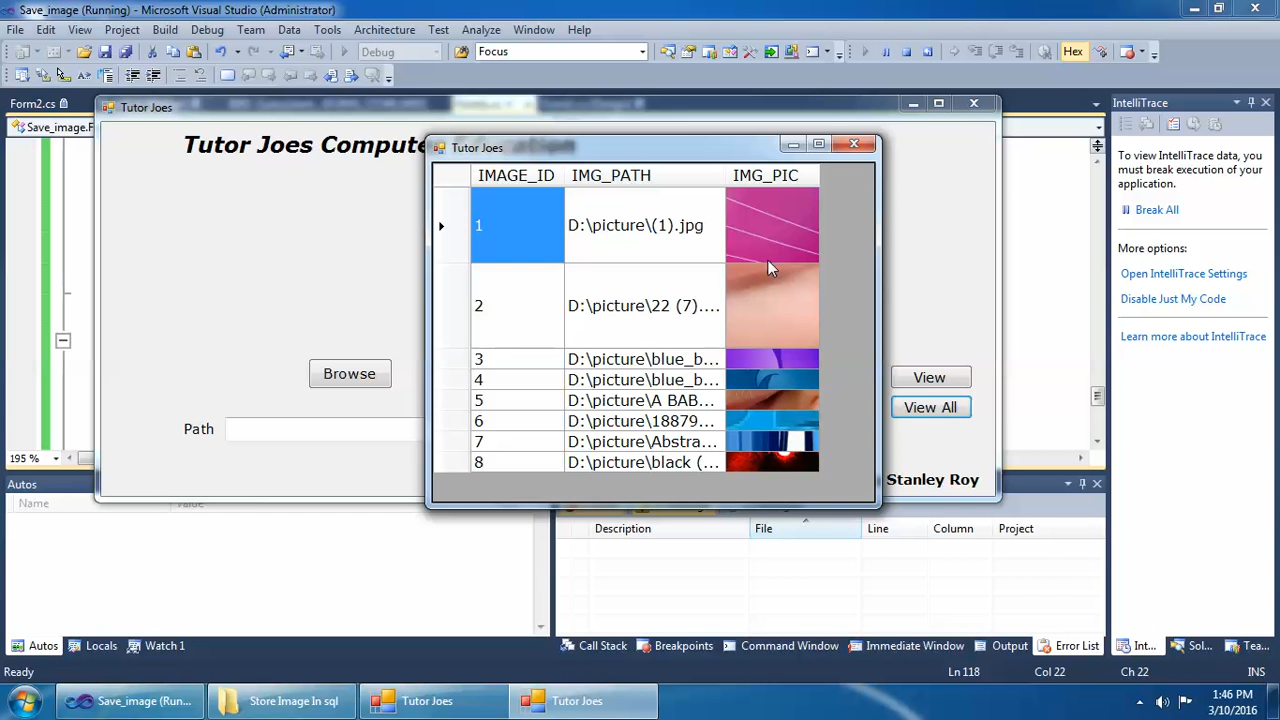 Save_image (Running) - Microsoft Visual Studio (Administrator)
File Edit View Project Build Debug Team Data Tools Architecture Test Analyze Window Help
Debug Focus Hex
Form2.cs
Tutor Joes
Save_image.F
Tutor Joes Compute
Tutor Joes
IMAGE_ID IMG_PATH IMG_PIC
1 D:\picture\(1).jpg
2 D:\picture\22 (7)....
3 D:\picture\blue_b...
4 D:\picture\blue_b...
5 D:\picture\A BAB...
6 D:\picture\18879...
7 D:\picture\Abstra...
8 D:\picture\black (...
Browse
Path
View
View All
Stanley Roy
195 %
IntelliTrace
To view IntelliTrace data, you
must break execution of your
application.
Break All
More options:
Open IntelliTrace Settings
Disable Just My Code
Learn more about IntelliTrace
Autos
Name Value
Description File Line Column Project
Autos Locals Watch 1
Call Stack Breakpoints Command Window Immediate Window Output Error List Int... Sol... Tea...
Ready Ln 118 Col 22 Ch 22 INS
Save_image (Run... Store Image In sql Tutor Joes Tutor Joes
1:46 PM
3/10/2016